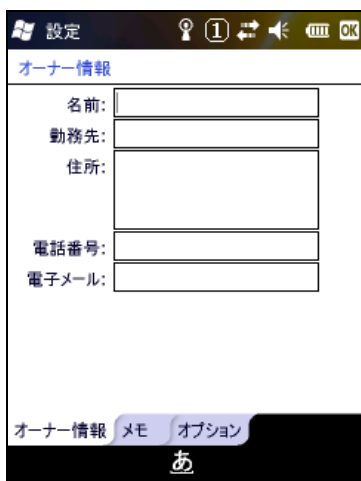 設定 1 OK
オーナー情報
名前:
勤務先:
住所:
電話番号:
電子メール:
オーナー情報 メモ オプション
あ